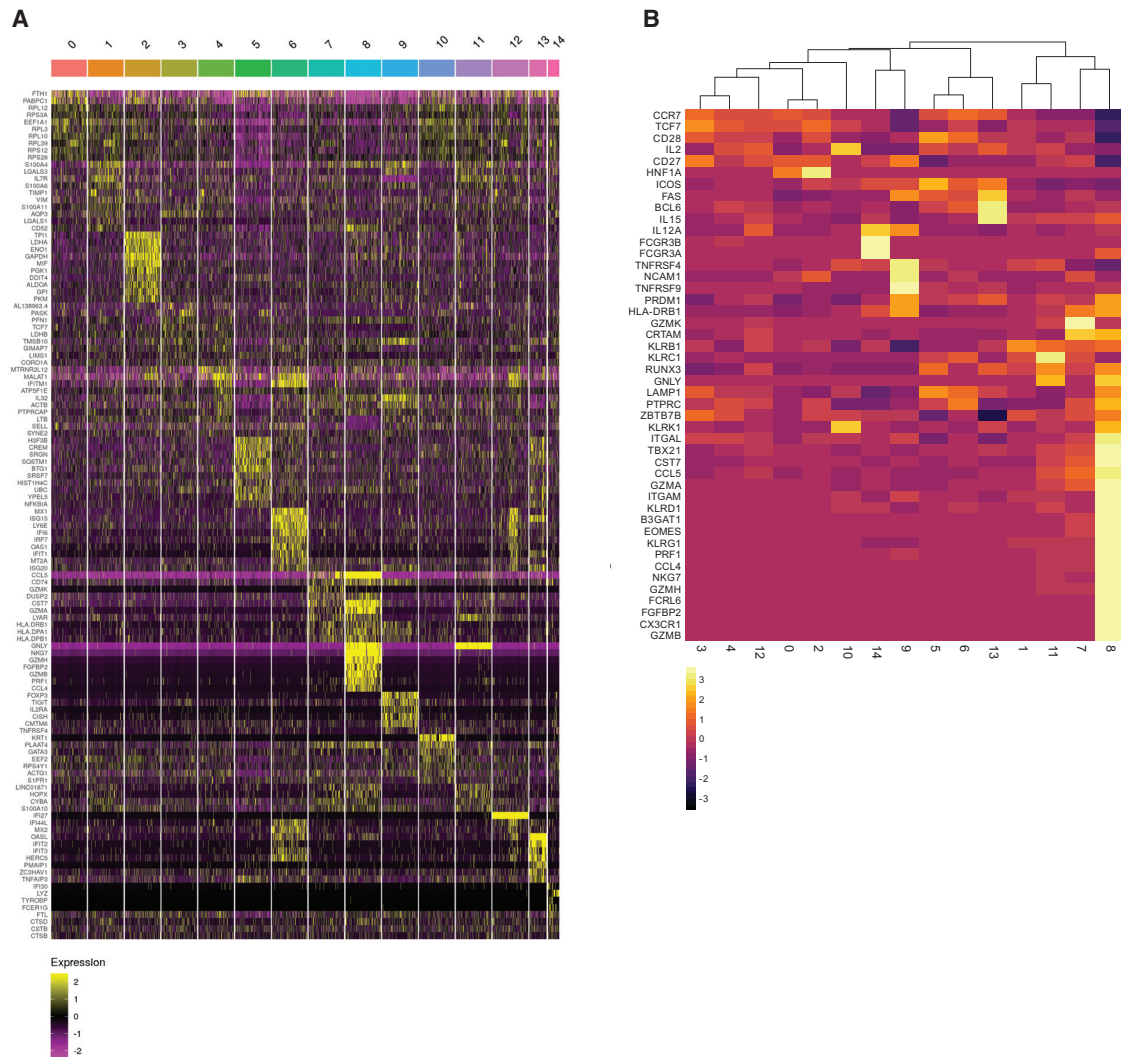 A
0 1 2 3 4 5 6 7 8 9 10 11 12 13 14
FTH1
PABPC1
RPL12
RPS3A
EEF1A1
RPL3
RPL10
RPL39
RPS12
RPS28
S100A4
LGALS3
IL7R
S100A6
TIMP1
VIM
S100A11
AQP3
LGALS1
CD52
TPI1
LDHA
ENO1
GAPDH
MIF
PGK1
DDIT4
ALDOA
GPI
PKM
AL138963.4
PASK
PFN1
TCF7
LDHB
TMSB10
GIMAP7
LIMS1
CORO1A
MTRNR2L12
MALAT1
IFITM1
ATP5F1E
IL32
ACTB
PTPRCAP
LTB
SELL
SYNE2
H3F3B
CREM
SRGN
SQSTM1
BTG1
SRSF7
HIST1H4C
UBC
YPEL5
NFKBIA
MX1
ISG15
LY6E
IFI6
IRF7
OAS1
IFIT1
MT2A
ISG20
CCL5
CD74
GZMK
DUSP2
CST7
GZMA
LYAR
HLA.DRB1
HLA.DPA1
HLA.DPB1
GNLY
NKG7
GZMH
FGFBP2
GZMB
PRF1
CCL4
FOXP3
TIGIT
IL2RA
CISH
CMTM6
TNFRSF4
KRT1
PLAAT4
GATA3
EEF2
RPS4Y1
ACTG1
S1PR1
LINC01871
HOPX
CYBA
S100A10
IFI27
IFI44L
MX2
OASL
IFIT2
IFIT3
HERC5
PMAIP1
ZC3HAV1
TNFAIP3
IFI30
LYZ
TYROBP
FCER1G
FTL
CTSD
CSTB
CTSB
Expression
2
1
0
-1
-2
B
CCR7
TCF7
CD28
IL2
CD27
HNF1A
ICOS
FAS
BCL6
IL15
IL12A
FCGR3B
FCGR3A
TNFRSF4
NCAM1
TNFRSF9
PRDM1
HLA-DRB1
GZMK
CRTAM
KLRB1
KLRC1
RUNX3
GNLY
LAMP1
PTPRC
ZBTB7B
KLRK1
ITGAL
TBX21
CST7
CCL5
GZMA
ITGAM
KLRD1
B3GAT1
EOMES
KLRG1
PRF1
CCL4
NKG7
GZMH
FCRL6
FGFBP2
CX3CR1
GZMB
3 4 12 0 2 10 14 9 5 6 13 1 11 7 8
3
2
1
0
-1
-2
-3